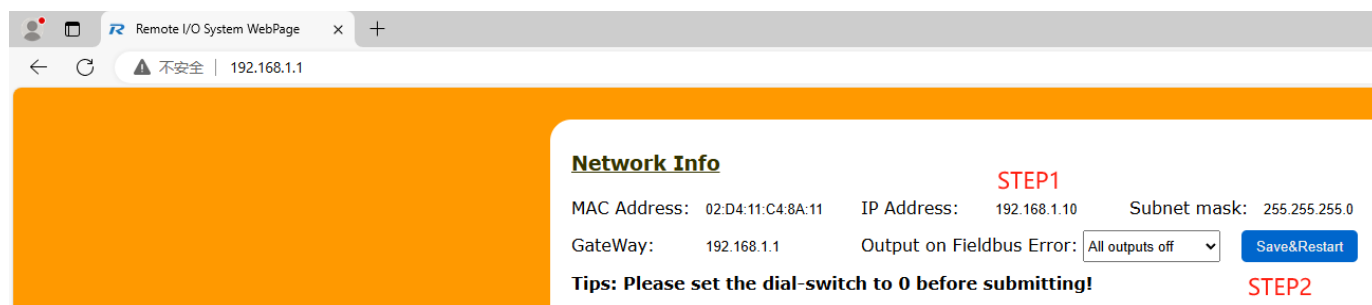 Remote I/O System WebPage
不安全 192.168.1.1
Network Info
STEP1
MAC Address: 02:D4:11:C4:8A:11 IP Address: 192.168.1.10 Subnet mask: 255.255.255.0
GateWay: 192.168.1.1 Output on Fieldbus Error: All outputs off Save&Restart
Tips: Please set the dial-switch to 0 before submitting!
STEP2